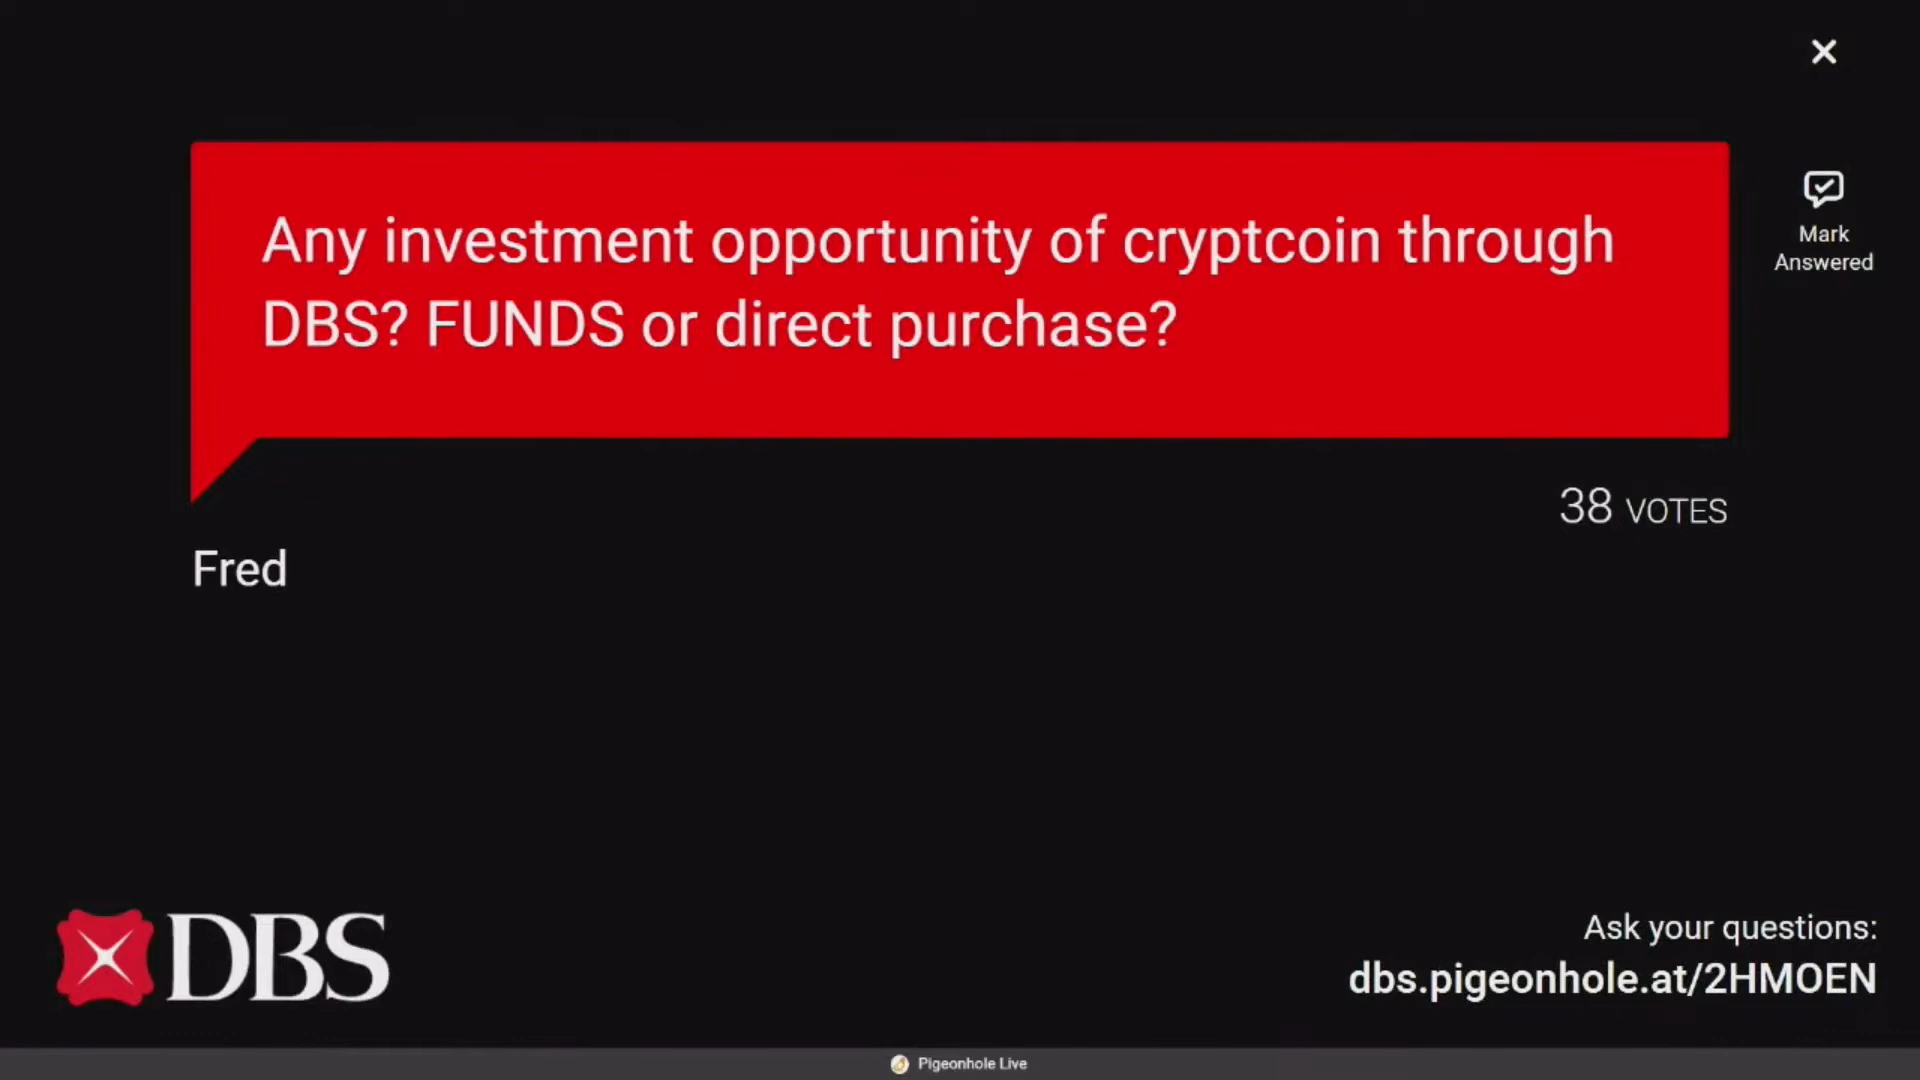 Any investment opportunity of cryptcoin through
DBS? FUNDS or direct purchase?
Mark
Answered
38 VOTES
Fred
DBS
Ask your questions:
dbs.pigeonhole.at/2HMOEN
Pigeonhole Live